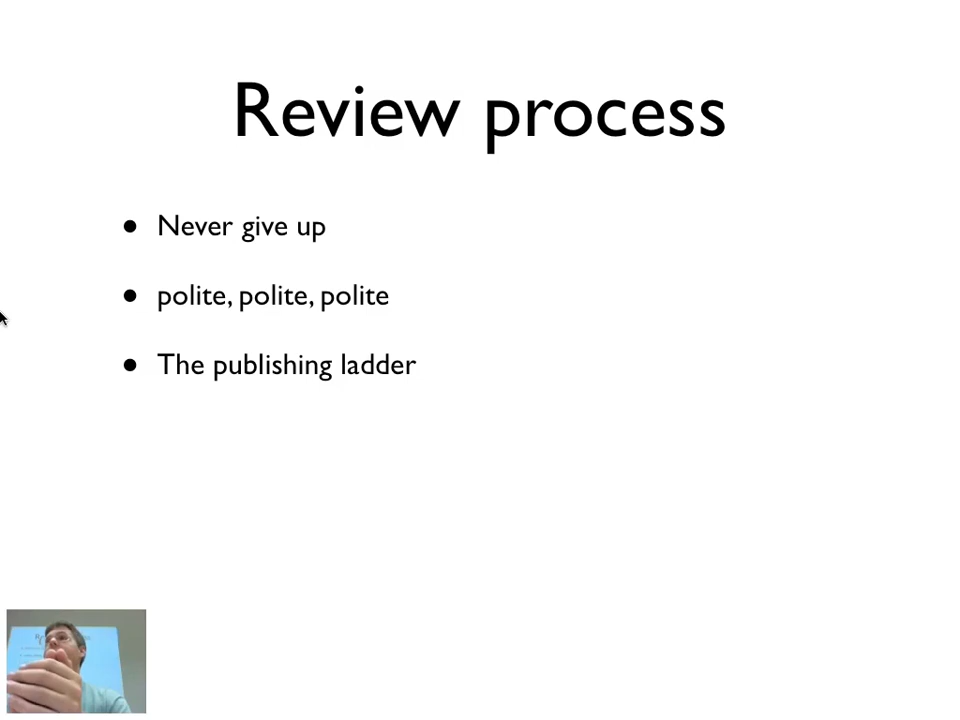 Review process
• Never give up
• polite, polite, polite
• The publishing ladder